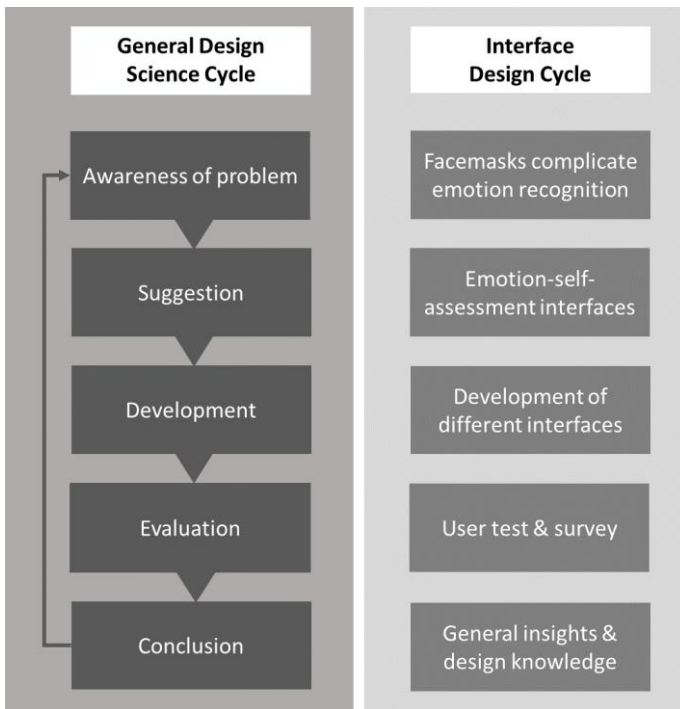 General Design
Science Cycle
Awareness of problem
Suggestion
Development
Evaluation
Conclusion
Interface
Design Cycle
Facemasks complicate
emotion recognition
Emotion-self-
assessment interfaces
Development of
different interfaces
User test & survey
General insights &
design knowledge